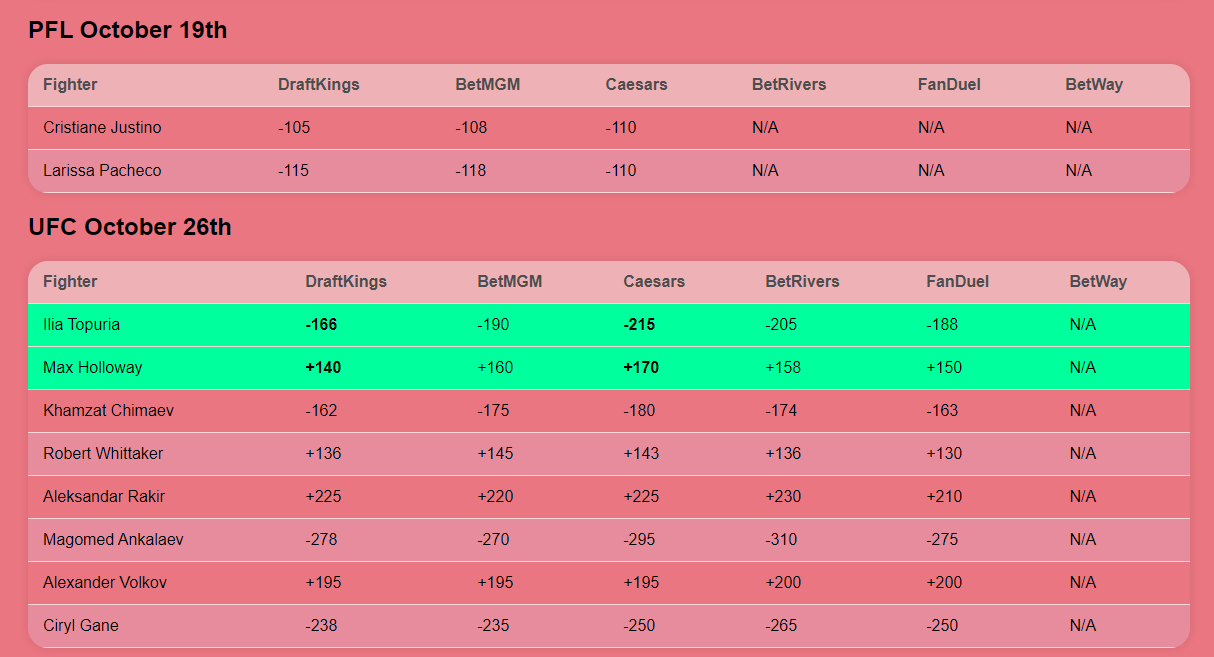 PFL October 19th
Fighter DraftKings BetMGM Caesars BetRivers FanDuel BetWay
Cristiane Justino -105 -108 -110 N/A N/A N/A
Larissa Pacheco -115 -118 -110 N/A N/A N/A
UFC October 26th
Fighter DraftKings BetMGM Caesars BetRivers FanDuel BetWay
Ilia Topuria -166 -190 -215 -205 -188 N/A
Max Holloway +140 +160 +170 +158 +150 N/A
Khamzat Chimaev -162 -175 -180 -174 -163 N/A
Robert Whittaker +136 +145 +143 +136 +130 N/A
Aleksandar Rakir +225 +220 +225 +230 +210 N/A
Magomed Ankalaev -278 -270 -295 -310 -275 N/A
Alexander Volkov +195 +195 +195 +200 +200 N/A
Ciryl Gane -238 -235 -250 -265 -250 N/A